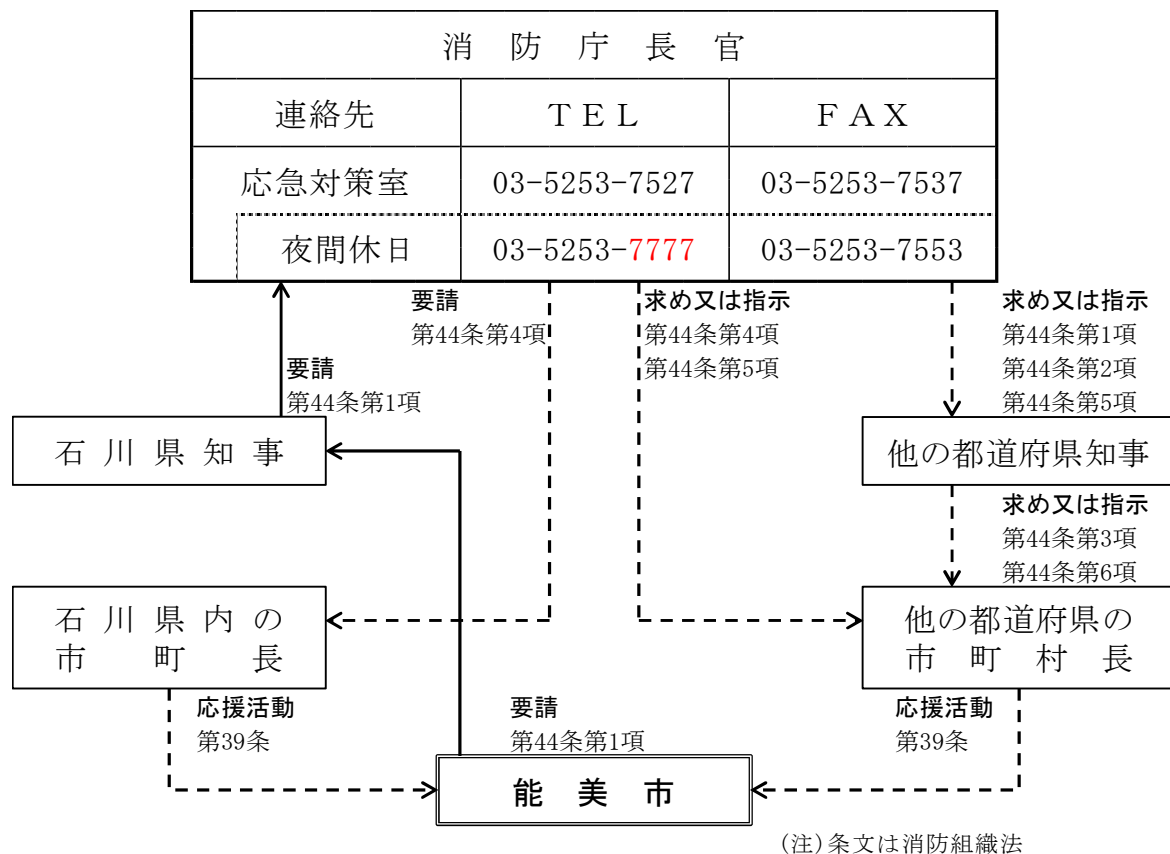 消防庁長官
連絡先 TEL FAX
応急対策室 03-5253-7527 03-5253-7537
夜間休日 03-5253-7777 03-5253-7553
要請
第44条第4項
求め又は指示
第44条第4項
第44条第5項
求め又は指示
第44条第1項
第44条第2項
第44条第5項
要請
第44条第1項
石川県知事
他の都道府県知事
求め又は指示
第44条第3項
第44条第6項
石川県内の
市町長
他の都道府県の
市町村長
応援活動
第39条
要請
第44条第1項
応援活動
第39条
能美市
(注)条文は消防組織法